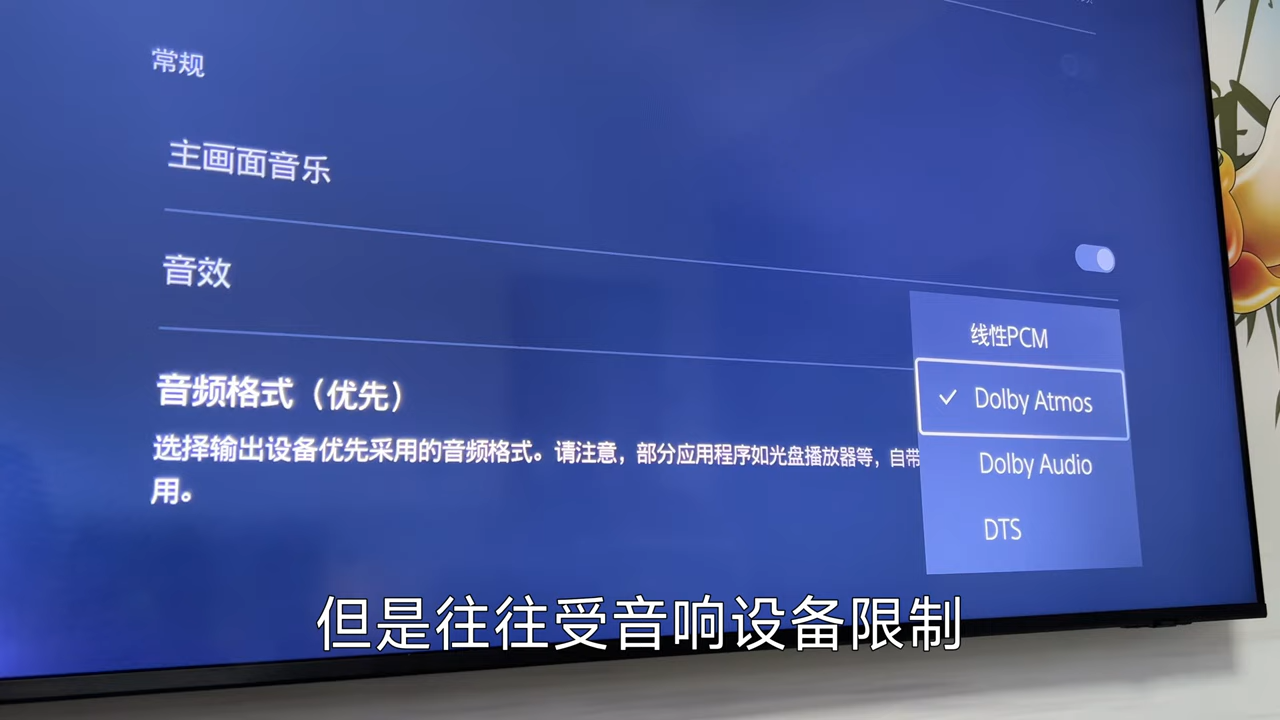 常规
主画面音乐
音效
音频格式（优先）
选择输出设备优先采用的音频格式。请注意，部分应用程序如光盘播放器等，自带
用。
线性PCM
✓ Dolby Atmos
Dolby Audio
DTS
但是往往受音响设备限制